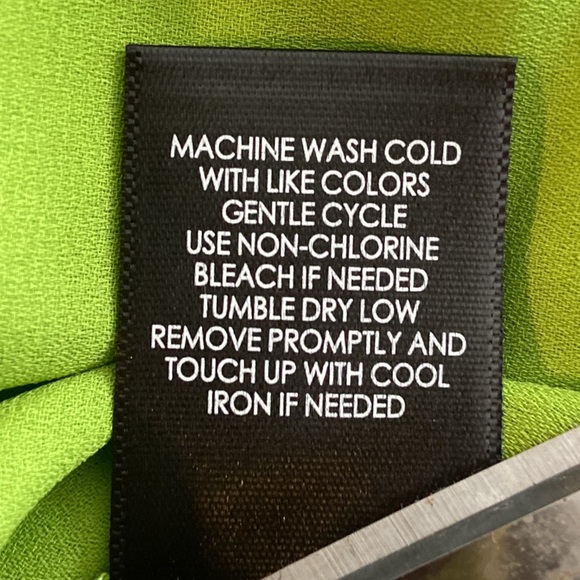 MACHINE WASH COLD
WITH LIKE COLORS
GENTLE CYCLE
USE NON-CHLORINE
BLEACH IF NEEDED
TUMBLE DRY LOW
REMOVE PROMPTLY AND
TOUCH UP WITH COOL
IRON IF NEEDED